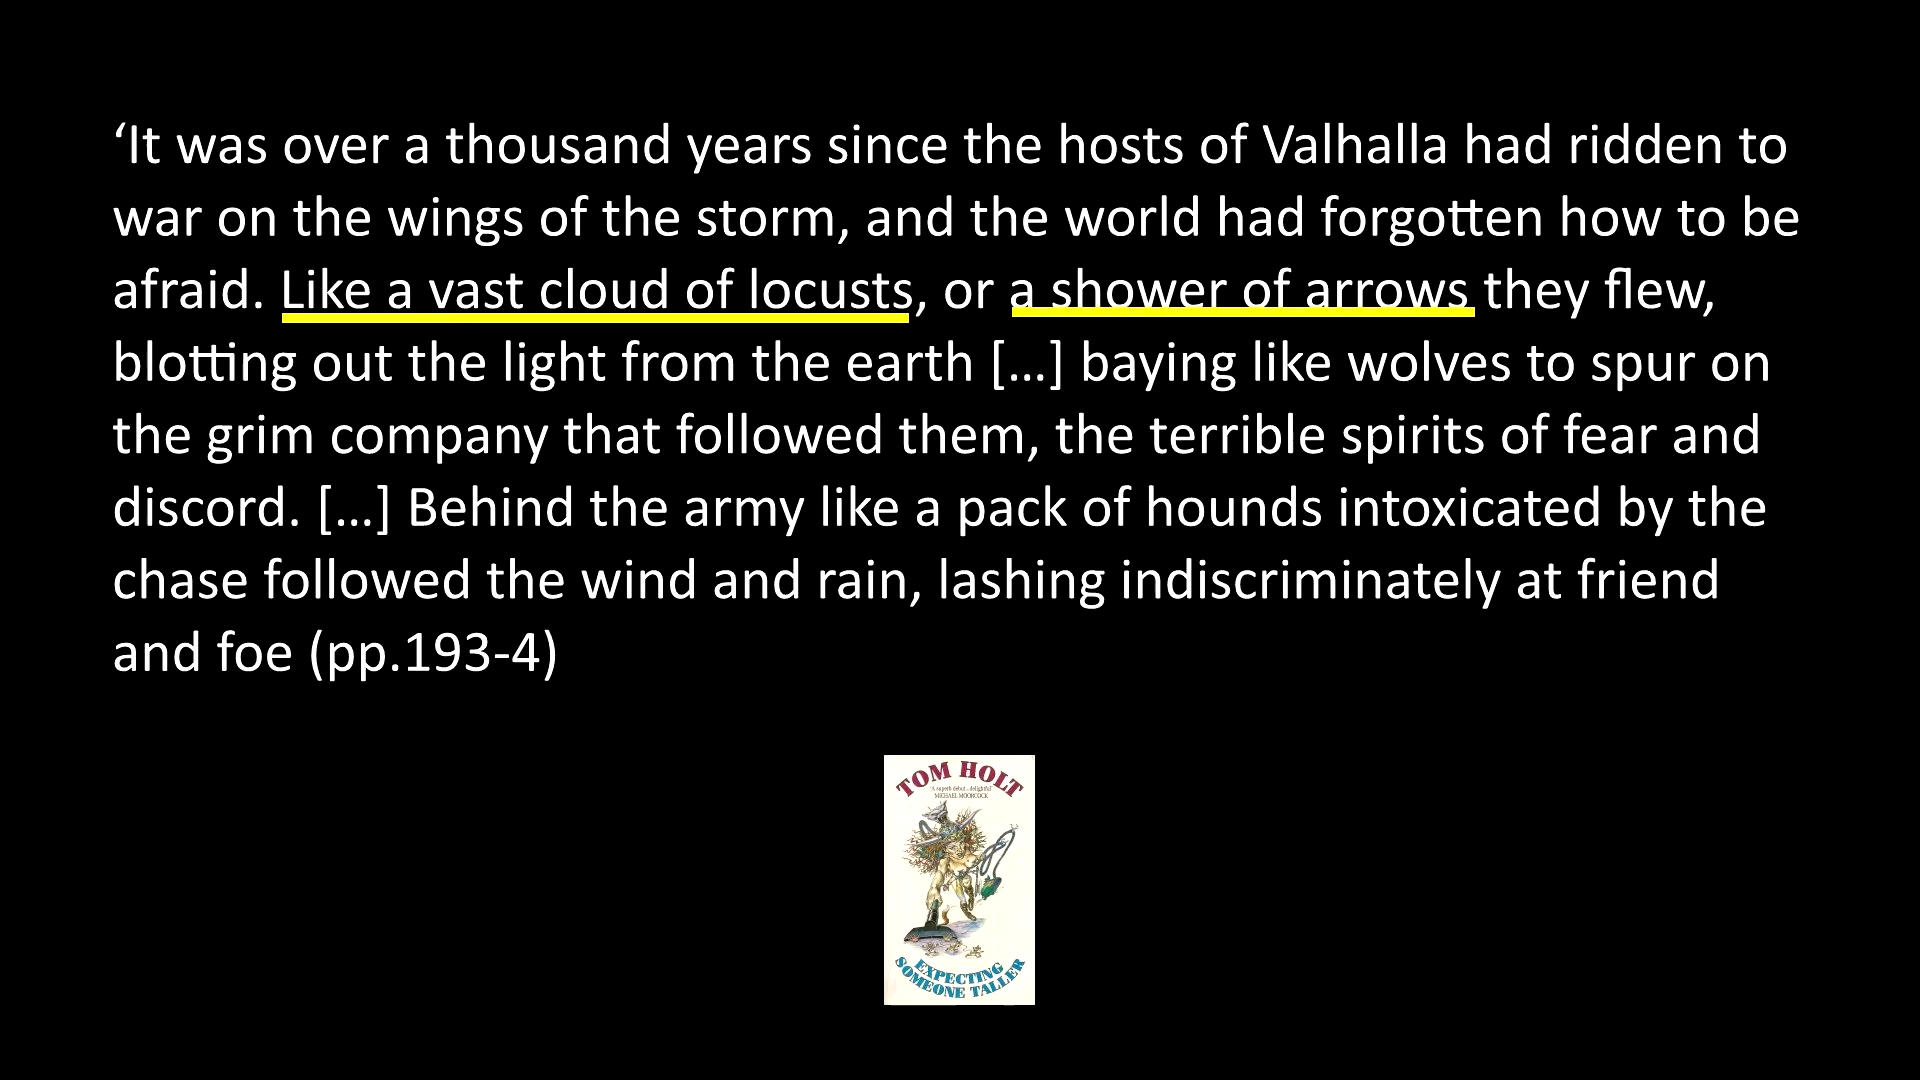 ‘It was over a thousand years since the hosts of Valhalla had ridden to
war on the wings of the storm, and the world had forgotten how to be
afraid. Like a vast cloud of locusts, or a shower of arrows they flew,
blotting out the light from the earth […] baying like wolves to spur on
the grim company that followed them, the terrible spirits of fear and
discord. […] Behind the army like a pack of hounds intoxicated by the
chase followed the wind and rain, lashing indiscriminately at friend
and foe (pp.193-4)
TOM HOLT
'A superb debut...delightful'
MICHAEL MOORCOCK
EXPECTING
SOMEONE TALLER